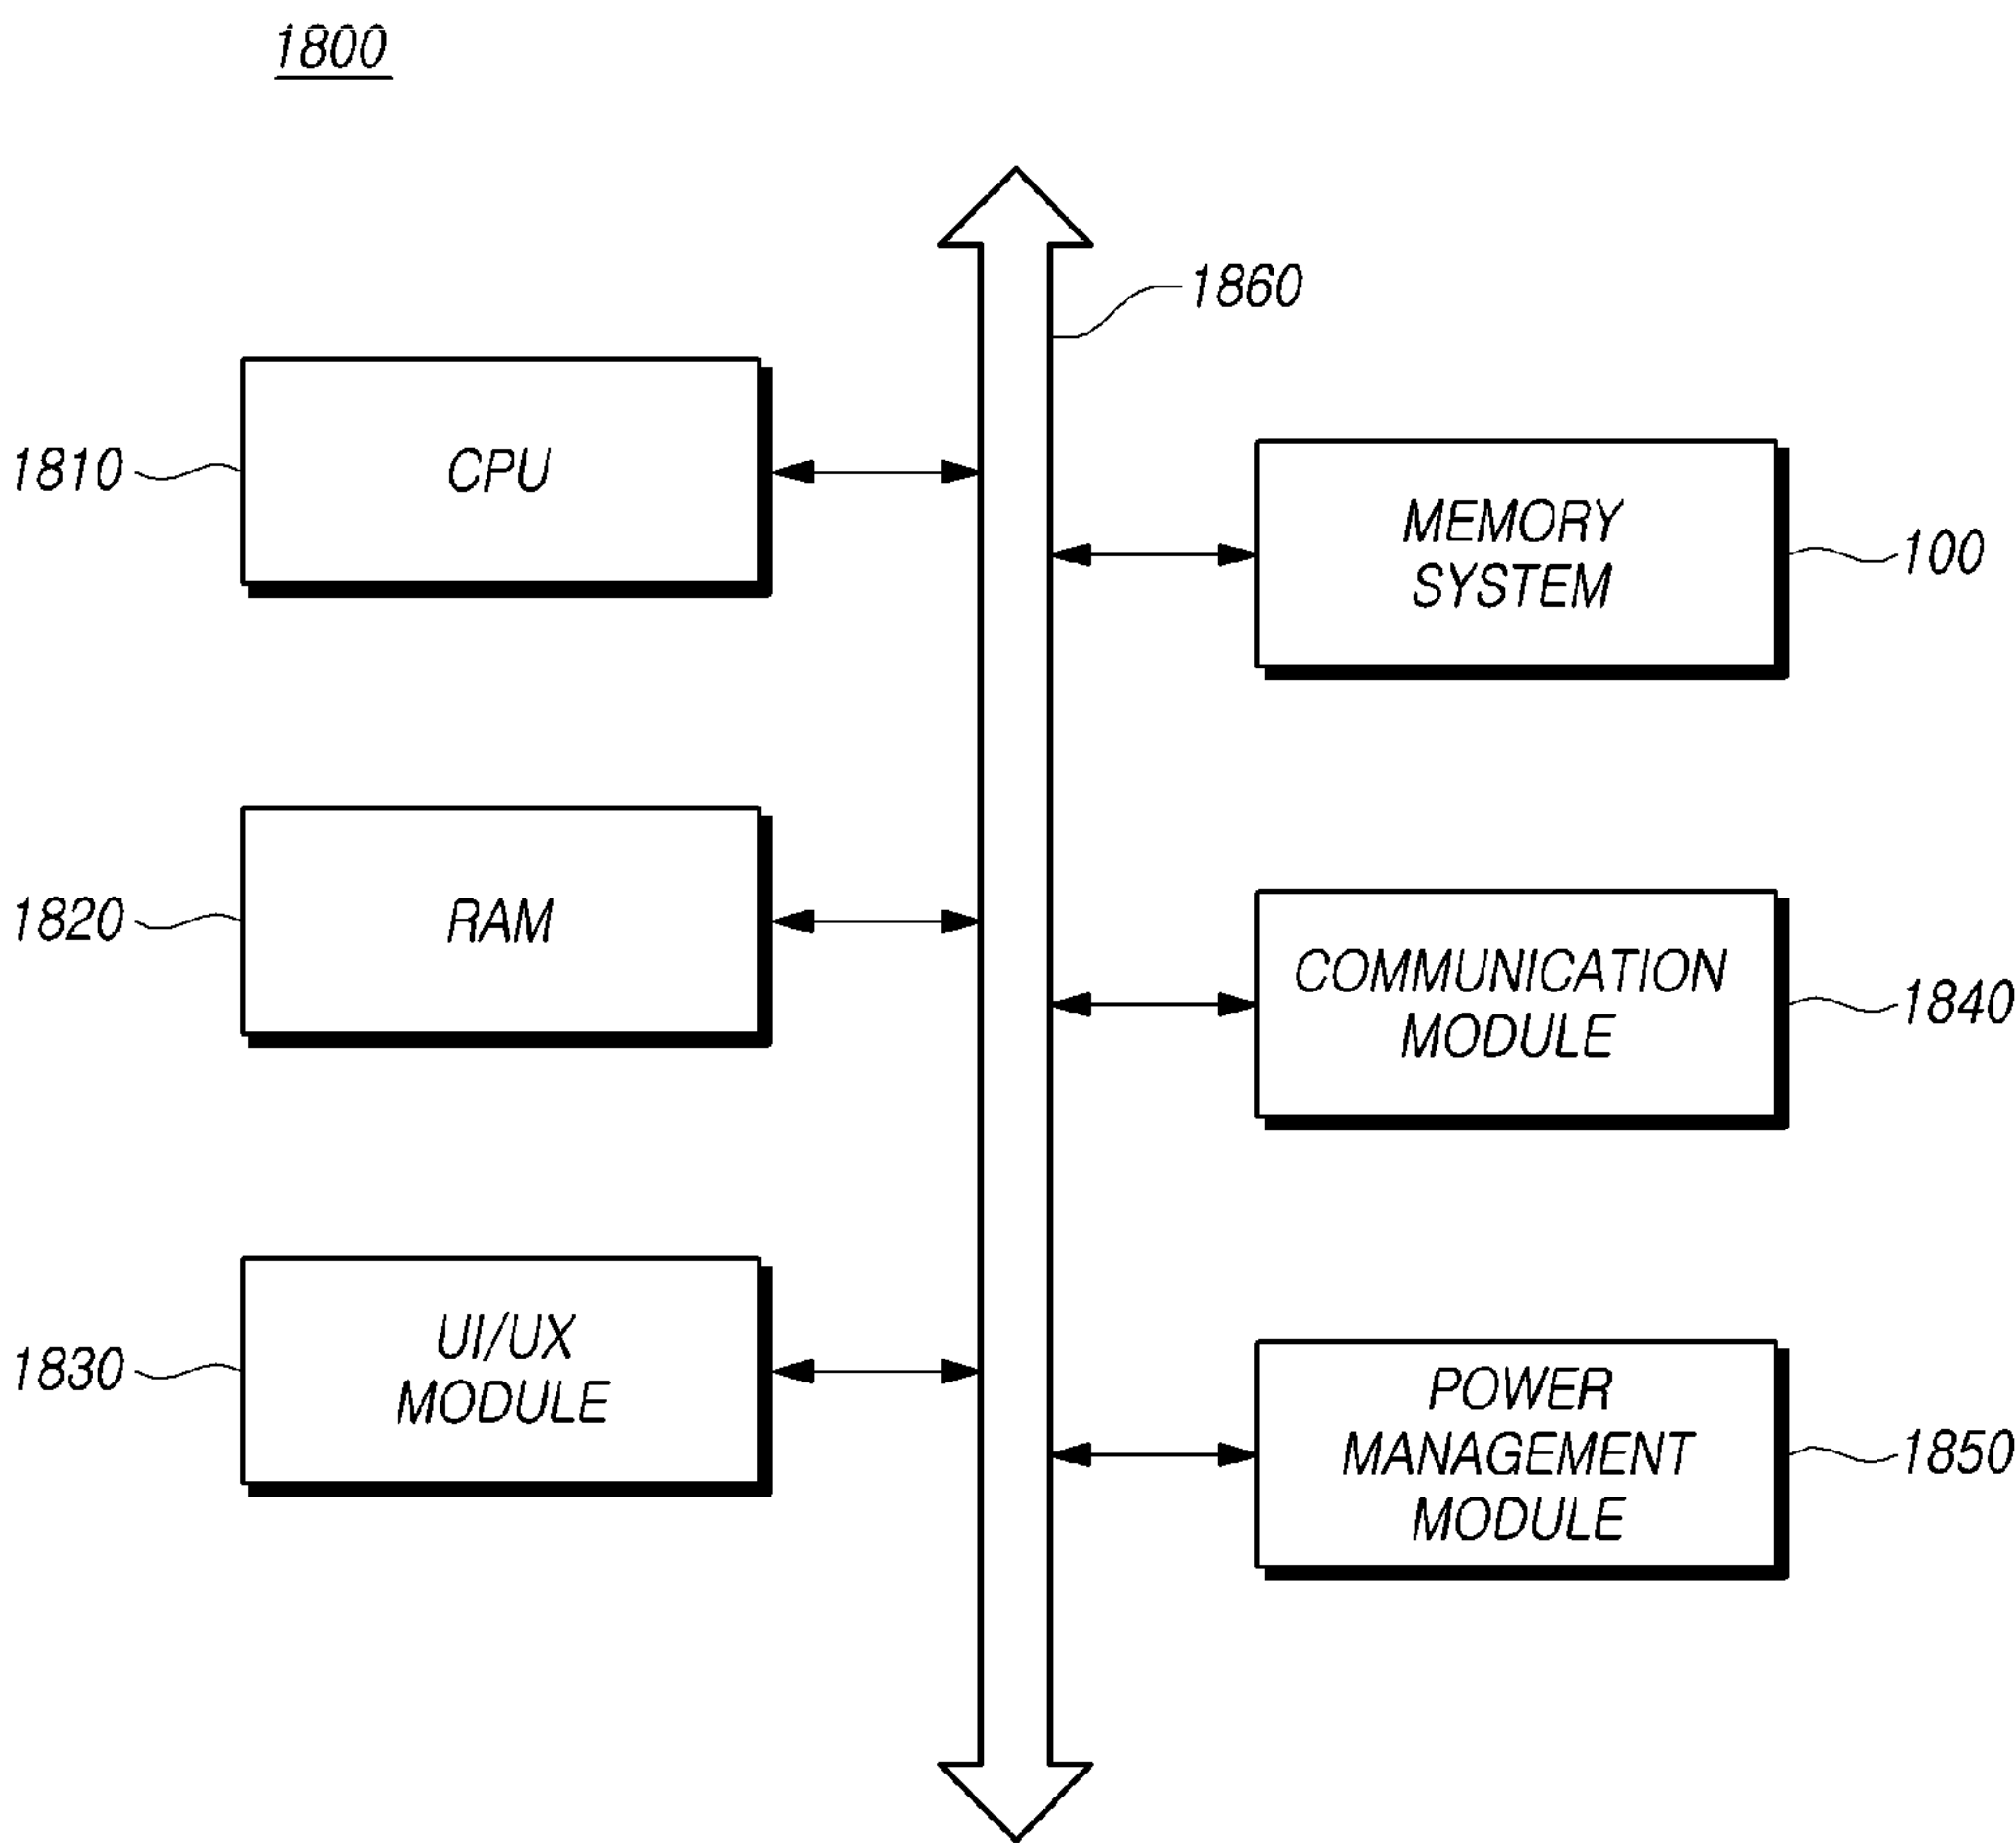 1800
1860
1810
CPU
MEMORY
SYSTEM
100
1820
RAM
COMMUNICATION
MODULE
1840
1830
UI/UX
MODULE
POWER
MANAGEMENT
MODULE
1850